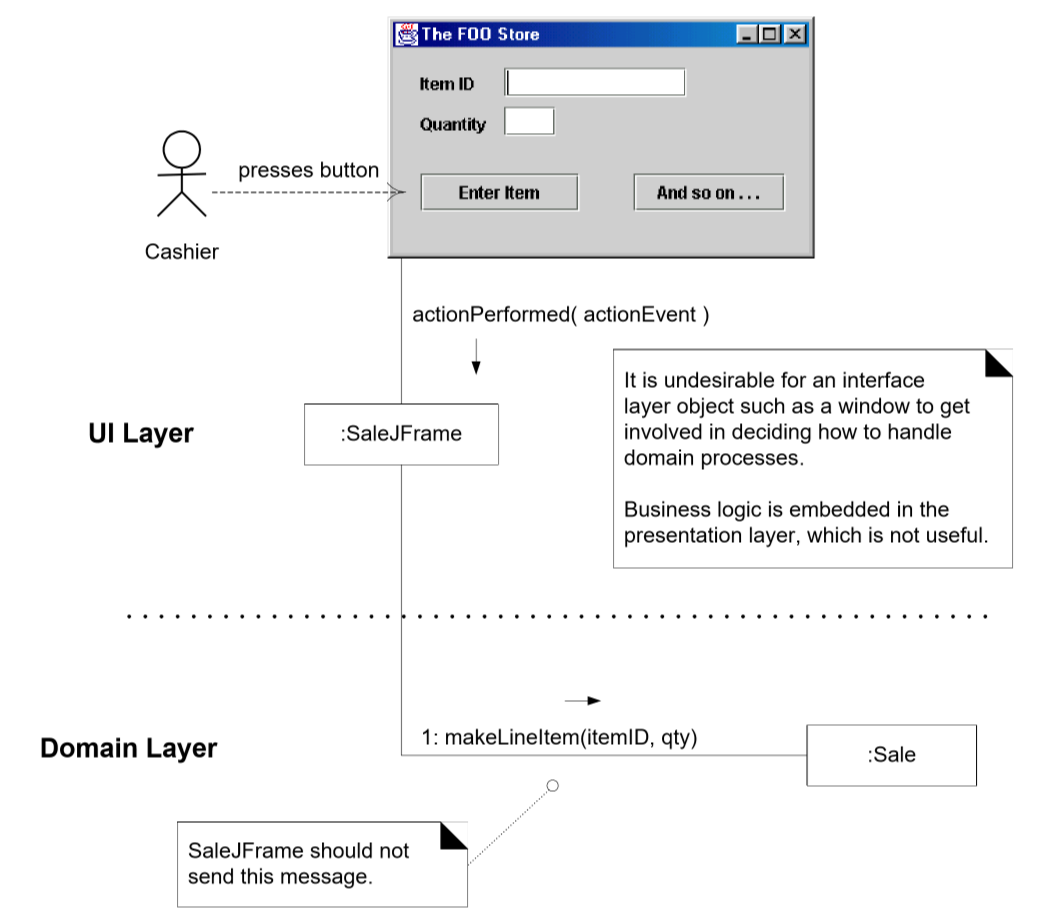 The FOO Store
Item ID
Quantity
presses button
Enter Item
And so on . . .
Cashier
actionPerformed( actionEvent )
It is undesirable for an interface
layer object such as a window to get
involved in deciding how to handle
domain processes.
Business logic is embedded in the
presentation layer, which is not useful.
UI Layer
:SaleJFrame
1: makeLineItem(itemID, qty)
Domain Layer
:Sale
SaleJFrame should not
send this message.